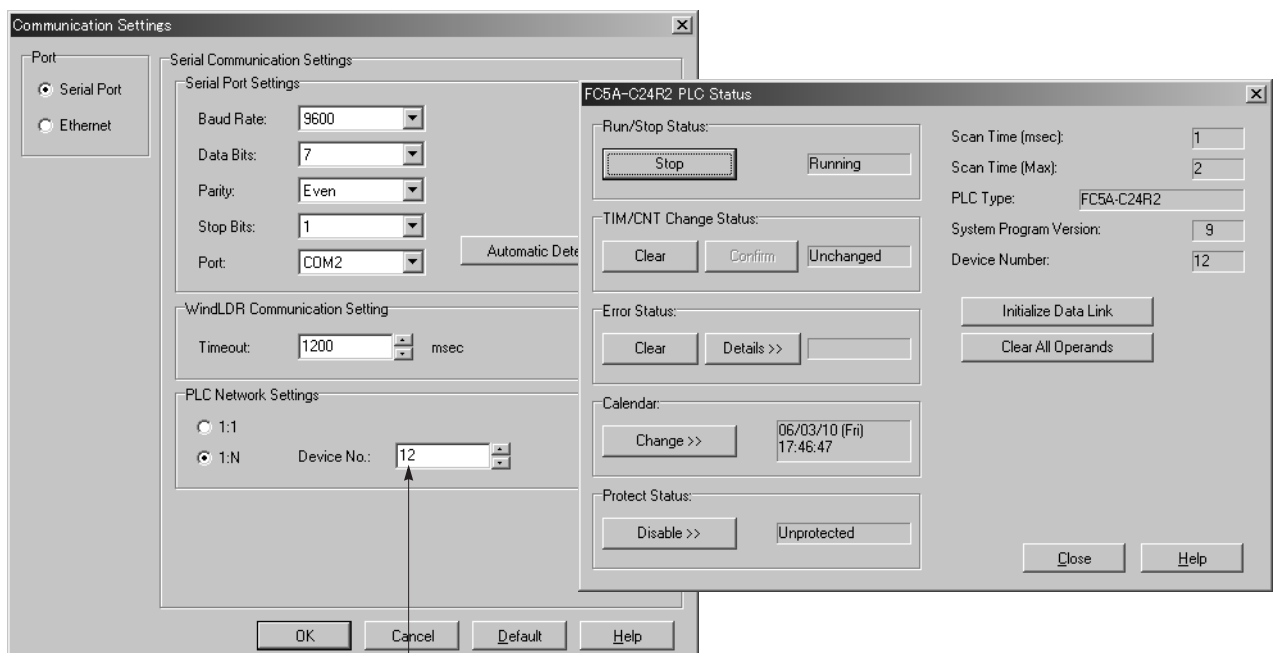 Communication Settings
Port
Serial Port
Ethernet
Serial Communication Settings
Serial Port Settings
Baud Rate: 9600
Data Bits: 7
Parity: Even
Stop Bits: 1
Port: COM2
Automatic Dete
WindLDR Communication Setting
Timeout: 1200 msec
PLC Network Settings
1:1
1:N Device No.: 12
OK Cancel Default Help
FC5A-C24R2 PLC Status
Run/Stop Status:
Stop Running
TIM/CNT Change Status:
Clear Confirm Unchanged
Error Status:
Clear Details >>
Calendar:
Change >> 06/03/10 (Fri)
17:46:47
Protect Status:
Disable >> Unprotected
Scan Time (msec): 1
Scan Time (Max): 2
PLC Type: FC5A-C24R2
System Program Version: 9
Device Number: 12
Initialize Data Link
Clear All Operands
Close Help